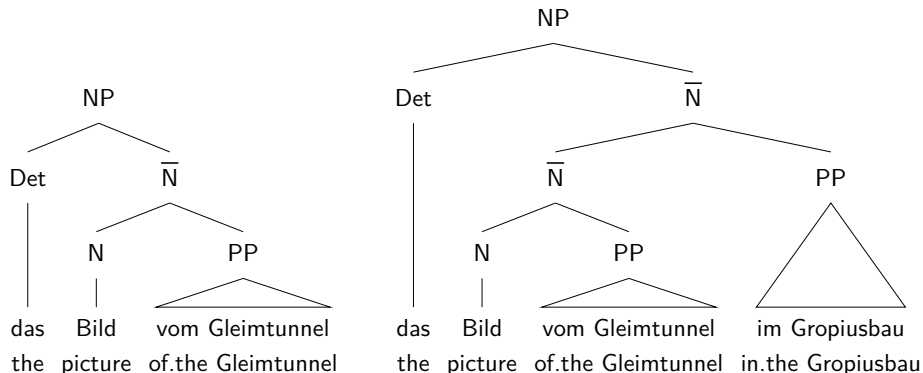 NP
Det N̅
NP
Det N̅
N PP
N̅ PP
N PP
das Bild vom Gleimtunnel
the picture of.the Gleimtunnel
das Bild vom Gleimtunnel im Gropiusbau
the picture of.the Gleimtunnel in.the Gropiusbau